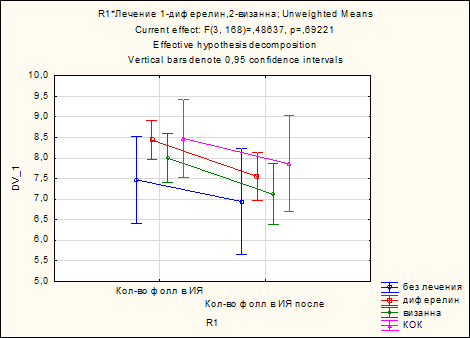 R1*Лечение 1-диферелин,2-визанна; Unweighted Means
Current effect: F(3, 168)=,48637, p=,69221
Effective hypothesis decomposition
Vertical bars denote 0,95 confidence intervals
10,0
9,5
9,0
8,5
8,0
7,5
7,0
6,5
6,0
5,5
5,0
DV_1
Кол-во фолл в ИЯ
Кол-во фолл в ИЯ после
R1
без лечения
диферелин
визанна
КОК